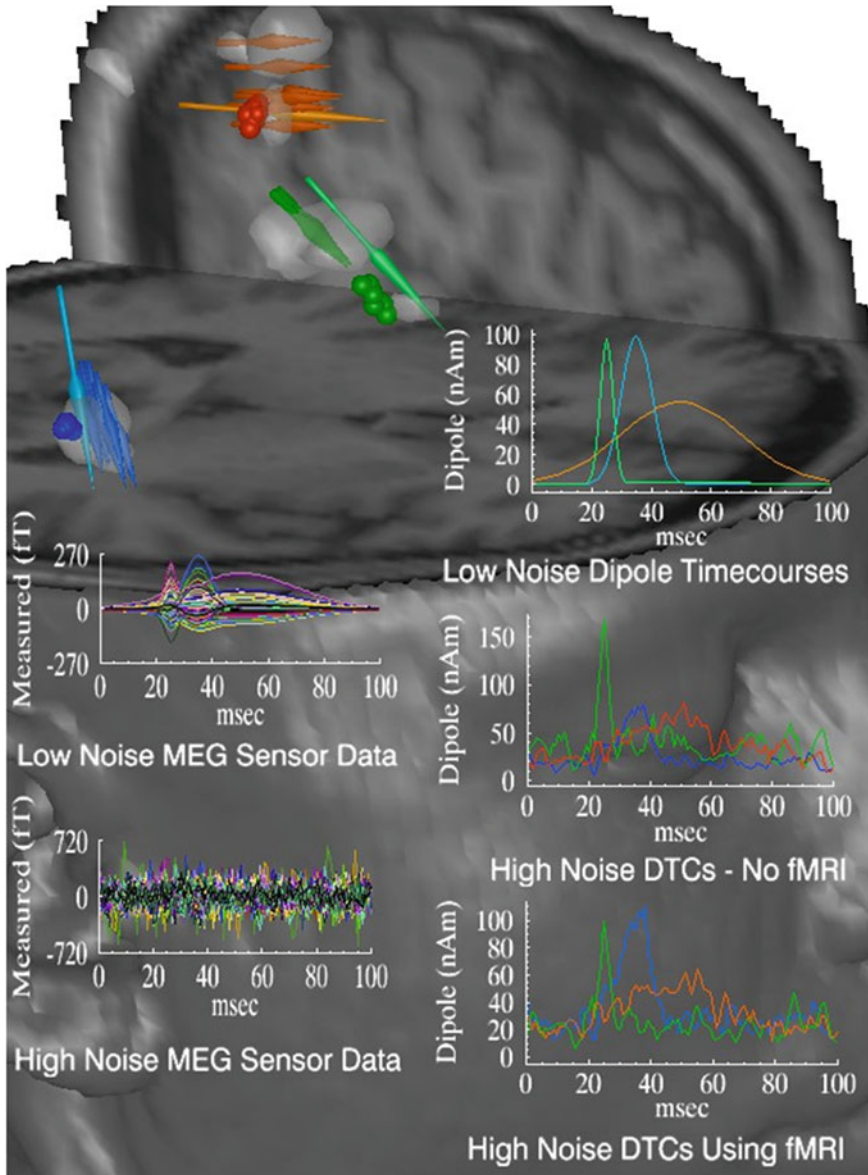 Dipole (nAm)
100
80
60
40
20
0
0 20 40 60 80 100
msec
Low Noise Dipole Timecourses
Measured (fT)
270
0
-270
0 20 40 60 80 100
msec
Low Noise MEG Sensor Data
Dipole (nAm)
150
100
50
0
0 20 40 60 80 100
msec
High Noise DTCs - No fMRI
Measured (fT)
720
0
-720
0 20 40 60 80 100
msec
High Noise MEG Sensor Data
Dipole (nAm)
100
80
60
40
20
0
0 20 40 60 80 100
msec
High Noise DTCs Using fMRI